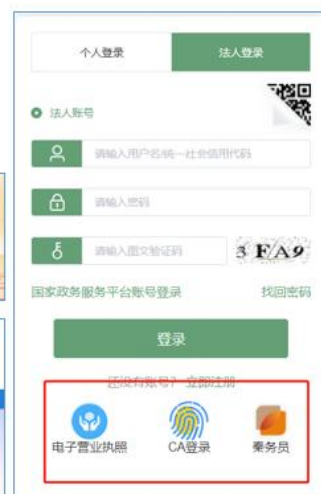 个人登录 法人登录
法人账号
请输入用户名/统一社会信用代码
请输入密码
请输入图文验证码 3 FA9
国家政务服务平台账号登录 找回密码
登录
还没有账号? 立即注册
电子营业执照 CA登录 秦务员